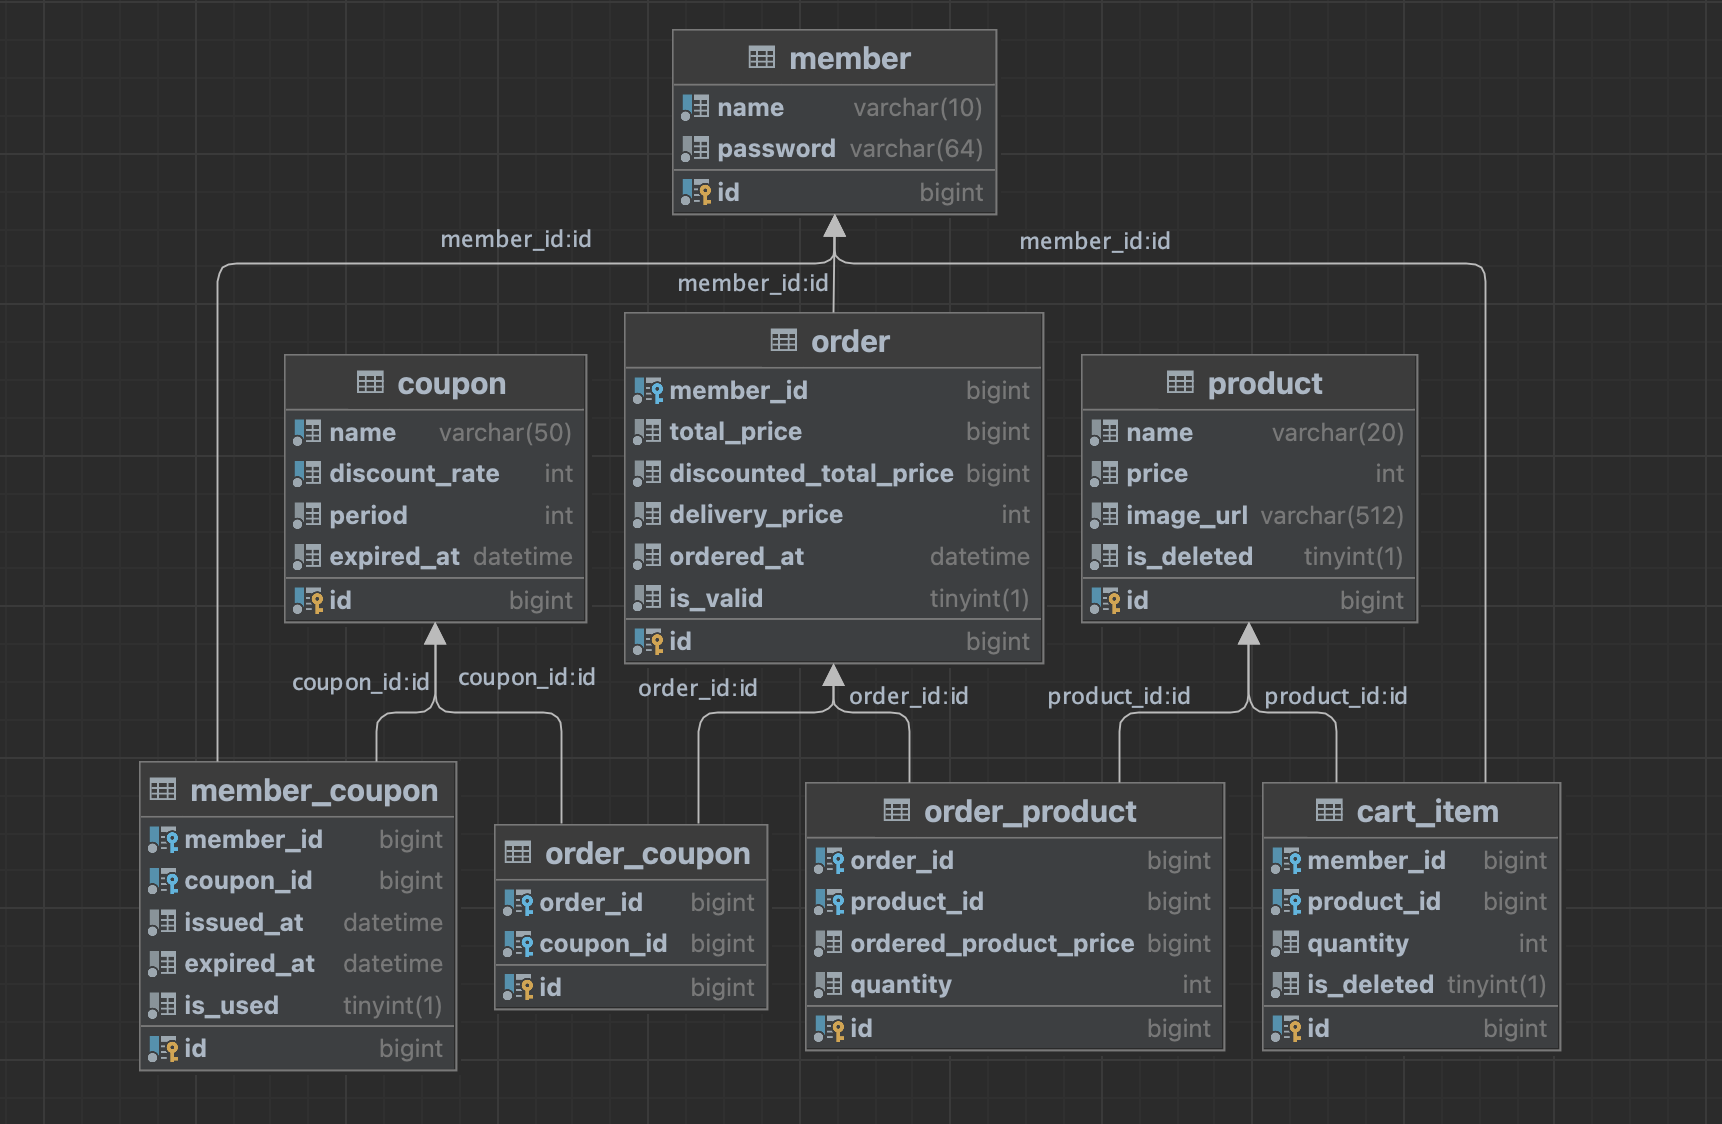 member
name varchar(10)
password varchar(64)
id bigint
member_id:id
member_id:id
member_id:id
coupon
name varchar(50)
discount_rate int
period int
expired_at datetime
id bigint
order
member_id bigint
total_price bigint
discounted_total_price bigint
delivery_price int
ordered_at datetime
is_valid tinyint(1)
id bigint
product
name varchar(20)
price int
image_url varchar(512)
is_deleted tinyint(1)
id bigint
coupon_id:id
coupon_id:id
order_id:id
order_id:id
product_id:id
product_id:id
member_coupon
member_id bigint
coupon_id bigint
issued_at datetime
expired_at datetime
is_used tinyint(1)
id bigint
order_coupon
order_id bigint
coupon_id bigint
id bigint
order_product
order_id bigint
product_id bigint
ordered_product_price bigint
quantity int
id bigint
cart_item
member_id bigint
product_id bigint
quantity int
is_deleted tinyint(1)
id bigint